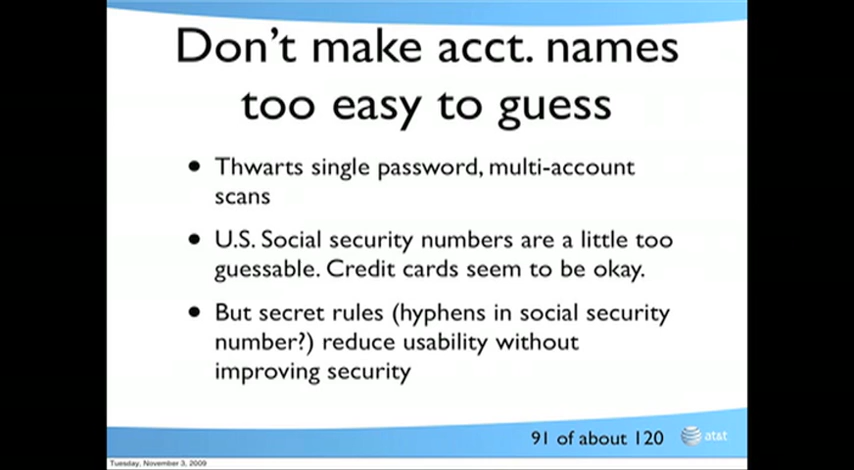 Don't make acct. names
too easy to guess
• Thwarts single password, multi-account
scans
• U.S. Social security numbers are a little too
guessable. Credit cards seem to be okay.
• But secret rules (hyphens in social security
number?) reduce usability without
improving security
91 of about 120
at&t
Tuesday, November 3, 2009